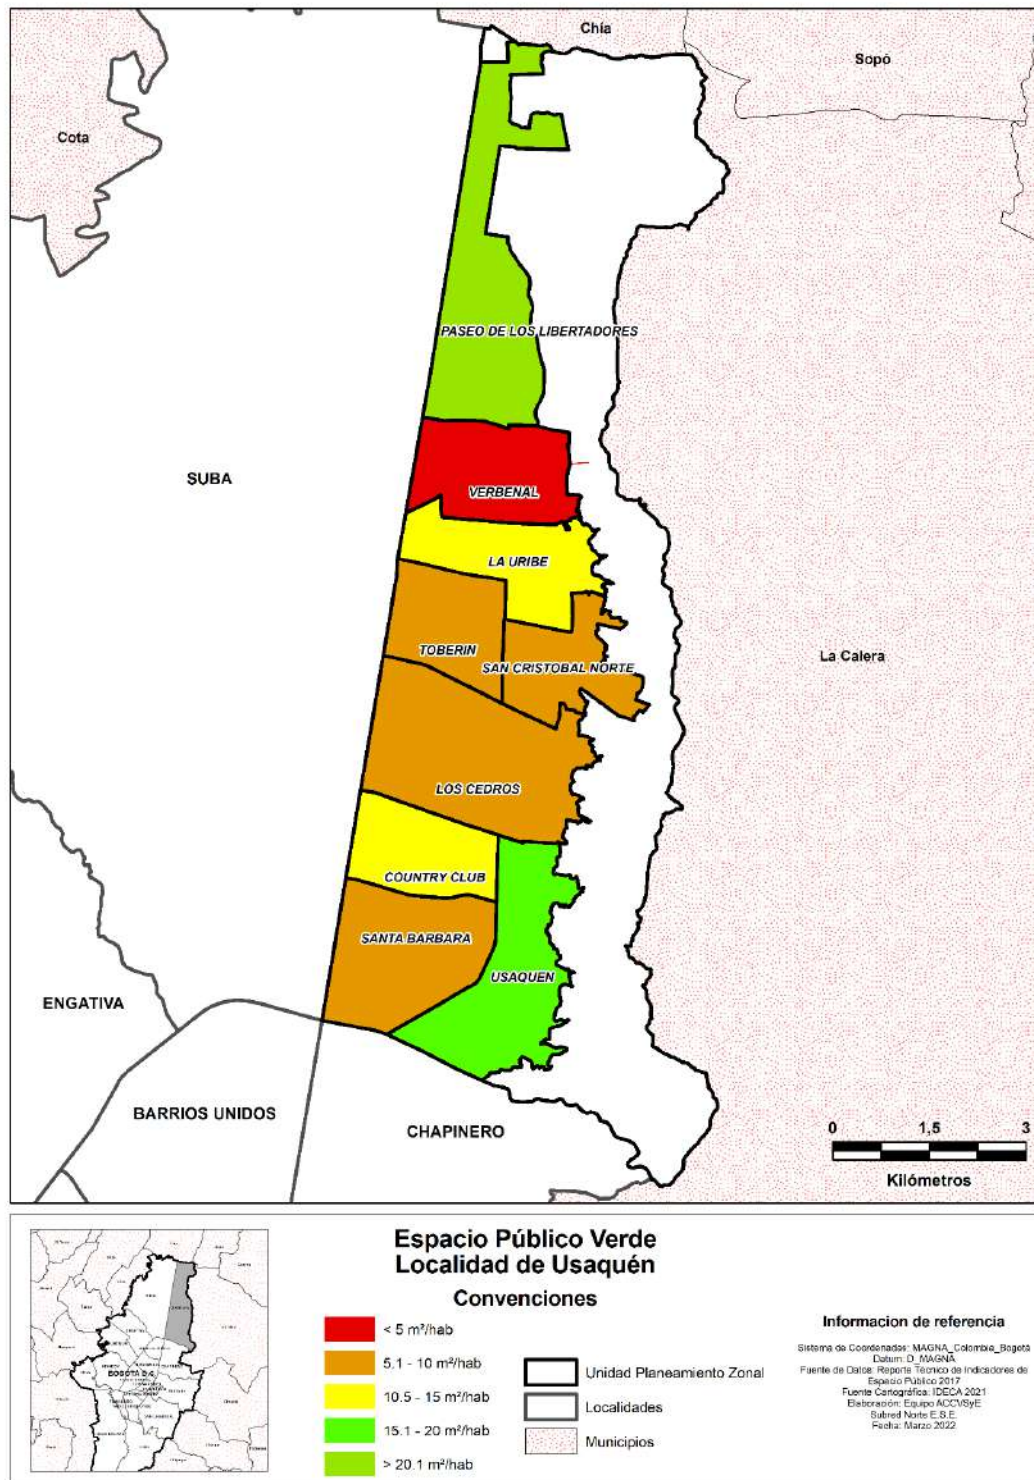 Chía
Sopó
Cota
PASEO DE LOS LIBERTADORES
SUBA
VERBENAL
LA URIBE
TOBERIN
SAN CRISTOBAL NORTE
La Calera
LOS CEDROS
COUNTRY CLUB
SANTA BARBARA
USAQUEN
ENGATIVA
BARRIOS UNIDOS
CHAPINERO
0 1,5 3
Kilómetros
Espacio Público Verde
Localidad de Usaquén
Convenciones
< 5 m²/hab
5.1 - 10 m²/hab
10.5 - 15 m²/hab
15.1 - 20 m²/hab
> 20.1 m²/hab
Unidad Planeamiento Zonal
Localidades
Municipios
Informacion de referencia
Sistema de Coordenadas: MAGNA_Colombia_Bogotá
Datum: D_MAGNA
Fuente de Datos: Reporte Técnico de Indicadores de
Espacio Público 2017
Fuente Cartográfica: IDECA 2021
Elaboración: Equipo ACCVSyE
Subred Norte E.S.E.
Fecha: Marzo 2022
BOGOTÁ D.C.